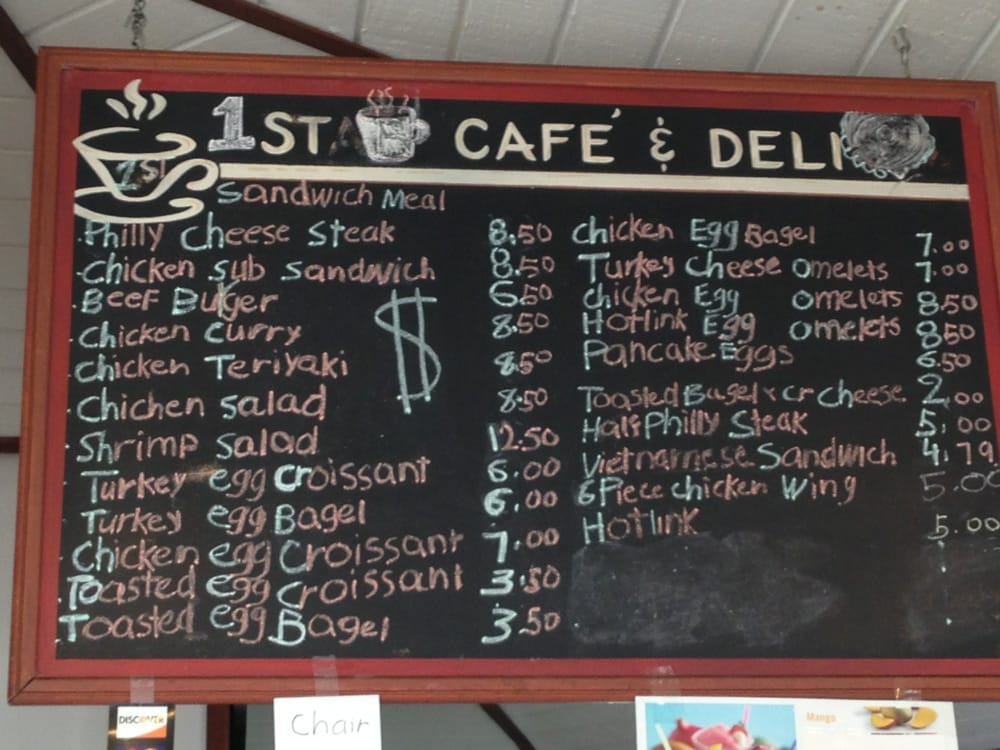 1ST CAFÉ & DELI
1st
Sandwich Meal
Philly cheese steak 8.50
Chicken sub sandwich 8.50
Beef Burger 6.50
Chicken curry 8.50
Chicken Teriyaki 8.50
Chichen salad 8.50
Shrimp salad 12.50
Turkey egg croissant 6.00
Turkey egg Bagel 6.00
Chicken egg croissant 7.00
Toasted egg croissant 3.50
Toasted egg Bagel 3.50
$
chicken Egg Bagel 7.00
Turkey cheese omelets 7.00
chicken Egg omelets 8.50
Hotlink Egg omelets 8.50
Pancake Eggs 6.50
Toasted Bagel x cr cheese 2.00
Half Philly Steak 5.00
Vietnamese Sandwich 4.79
6 Piece chicken wing 5.00
Hotlink 5.00
DISCOVER
Chair
Mango